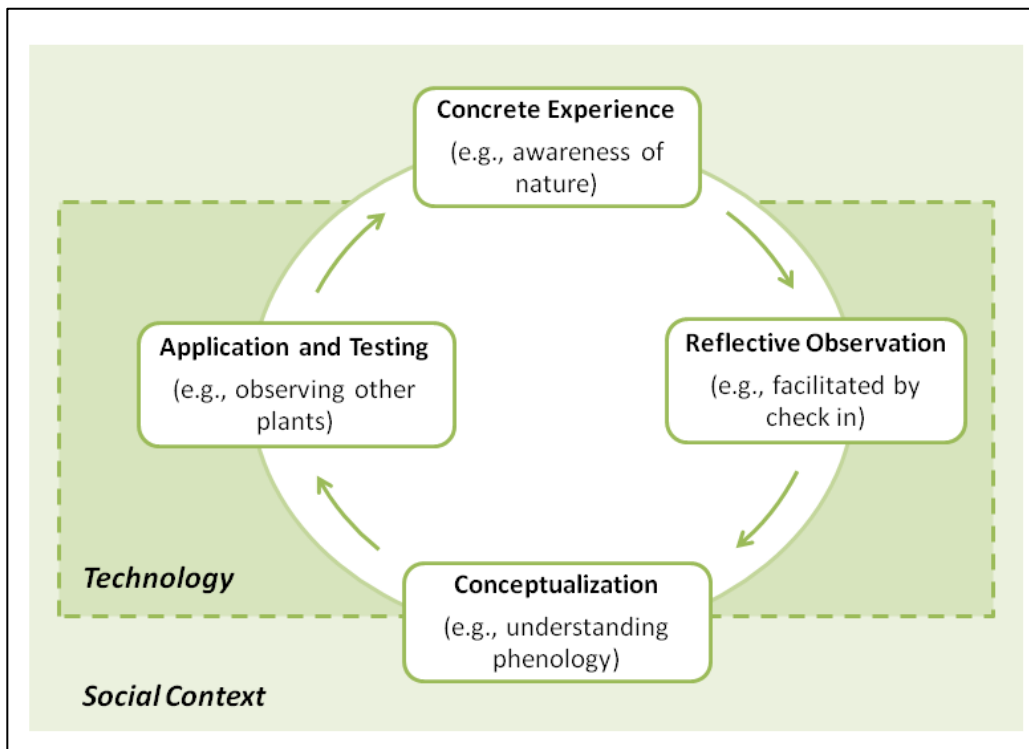 Concrete Experience
(e.g., awareness of
nature)
Application and Testing
(e.g., observing other
plants)
Reflective Observation
(e.g., facilitated by
check in)
Conceptualization
(e.g., understanding
phenology)
Technology
Social Context